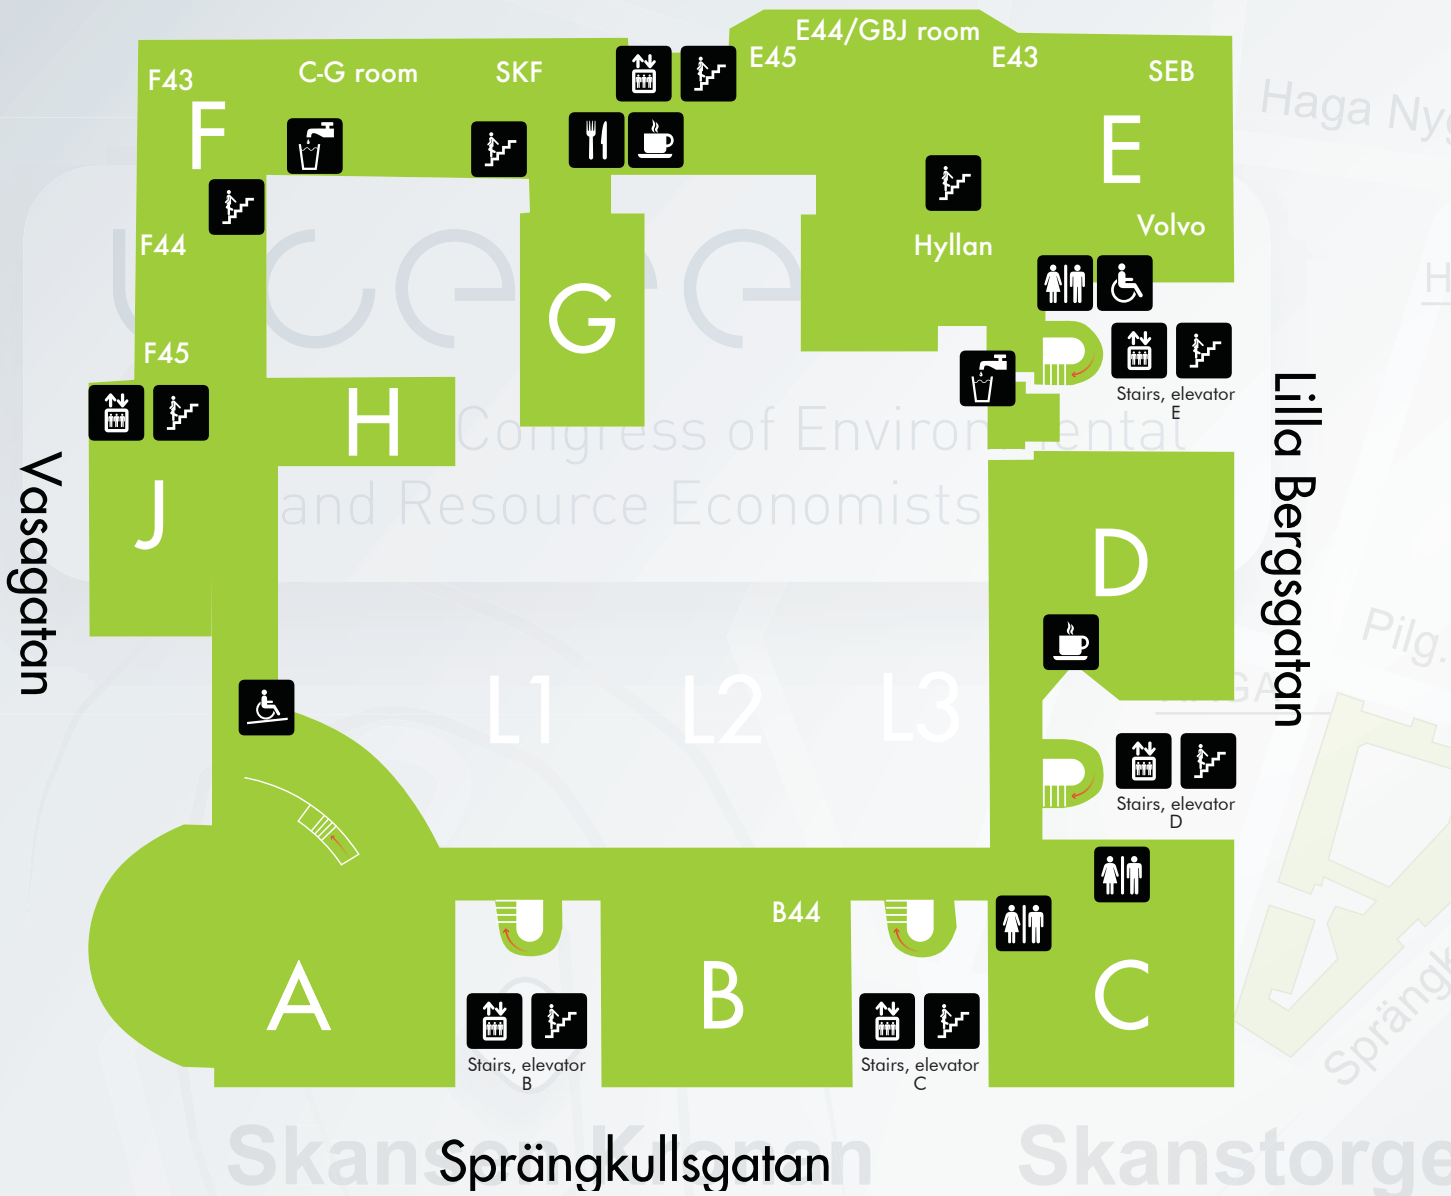 E44/GBJ room
F43
C-G room
SKF
E45
E43
SEB
Haga Ny
F
E
F44
Hyllan
Volvo
G
F45
Stairs, elevator
E
H
Congress of Environmental
and Resource Economists
J
D
Vasagatan
Lilla Bergsgatan
Pilg.
L1
L2
L3
Stairs, elevator
D
B44
A
B
C
Stairs, elevator
B
Stairs, elevator
C
Skansen Kronan
Sprängkullsgatan